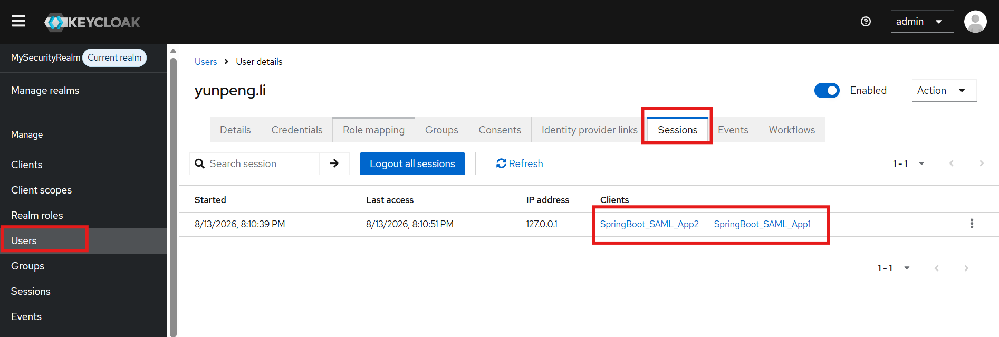 KEYCLOAK
admin
MySecurityRealm Current realm
Manage realms
Manage
Clients
Client scopes
Realm roles
Users
Groups
Sessions
Events
Users User details
yunpeng.li
Enabled
Action
Details Credentials Role mapping Groups Consents Identity provider links Sessions Events Workflows
Search session Logout all sessions Refresh 1 - 1
Started Last access IP address Clients
8/13/2026, 8:10:39 PM 8/13/2026, 8:10:51 PM 127.0.0.1 SpringBoot_SAML_App2 SpringBoot_SAML_App1
1 - 1